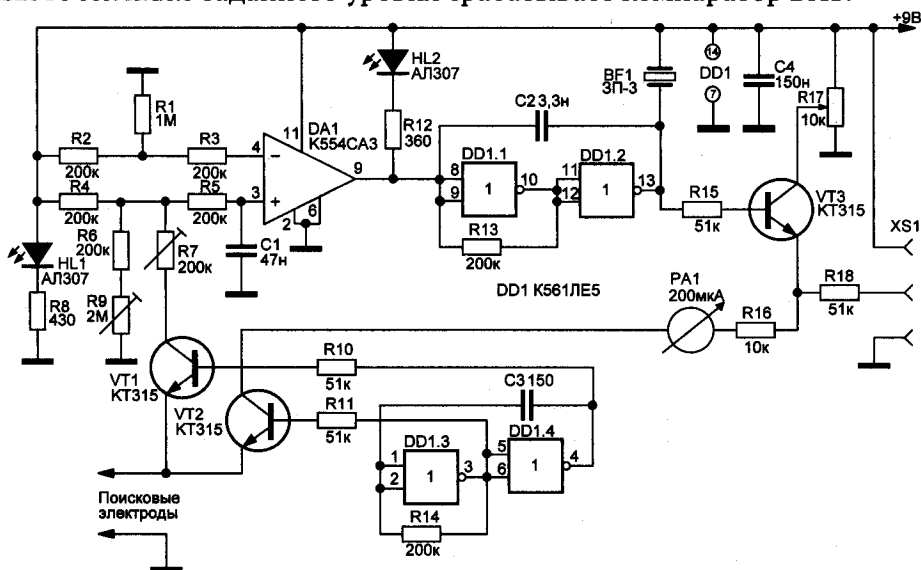 +9В
HL2
АЛ307
R1
1М
R12
360
C2 3,3н
BF1
ЗП-3
14
DD1
7
C4
150н
R17
10к
R2
200к
R3
200к
11
DA1
К554СА3
4
−
9
3
+
2
6
DD1.1
8
9
1
10
DD1.2
11
12
1
13
R15
51к
VT3
КТ315
R4
200к
R5
200к
R6
200к
R7
200к
C1
47н
R13
200к
HL1
АЛ307
R8
430
R9
2М
DD1 К561ЛЕ5
PA1
200мкА
R16
10к
R18
51к
XS1
VT1
КТ315
R10
51к
VT2
КТ315
R11
51к
C3 150
DD1.3
1
2
1
3
DD1.4
5
6
1
4
R14
200к
Поисковые
электроды